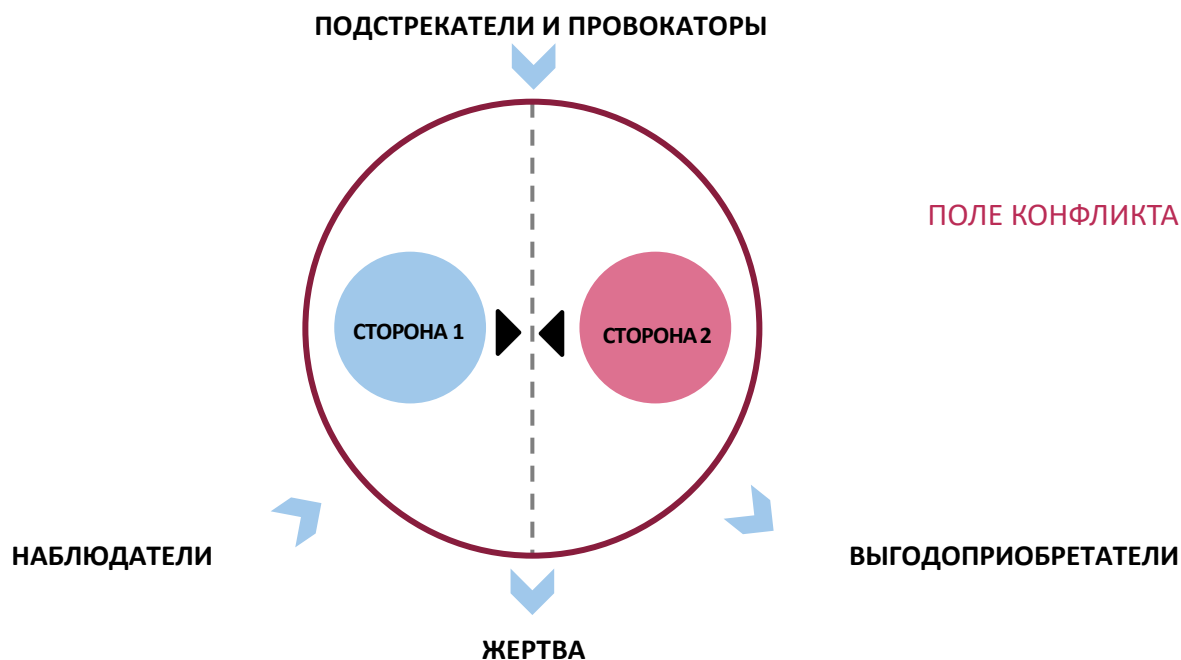 ПОДСТРЕКАТЕЛИ И ПРОВОКАТОРЫ
ПОЛЕ КОНФЛИКТА
СТОРОНА 1
СТОРОНА 2
НАБЛЮДАТЕЛИ
ВЫГОДОПРИОБРЕТАТЕЛИ
ЖЕРТВА